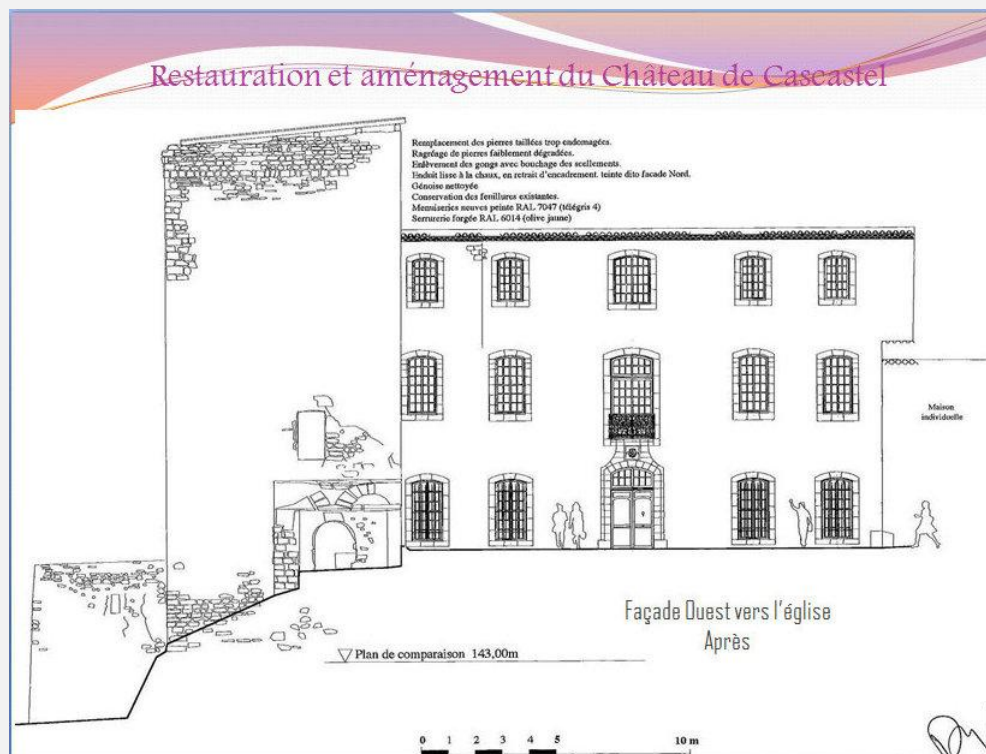 Restauration et aménagement du Château de Cascastel
Remplacement des pierres taillées trop endomagées.
Ragréage de pierres faiblement dégradées.
Enlèvement des gongs avec bouchage des scellements.
Enduit lisse à la chaux, en retrait d'encadrement. teinte dito facade Nord.
Génoise nettoyée
Conservation des feuillures existantes.
Menuiseries neuves peinte RAL 7047 (télégris 4)
Serrurerie forgée RAL 6014 (olive jaune)
Maison
individuelle
Façade Ouest vers l'église
Après
Plan de comparaison 143,00m
0 1 2 3 4 5 10 m